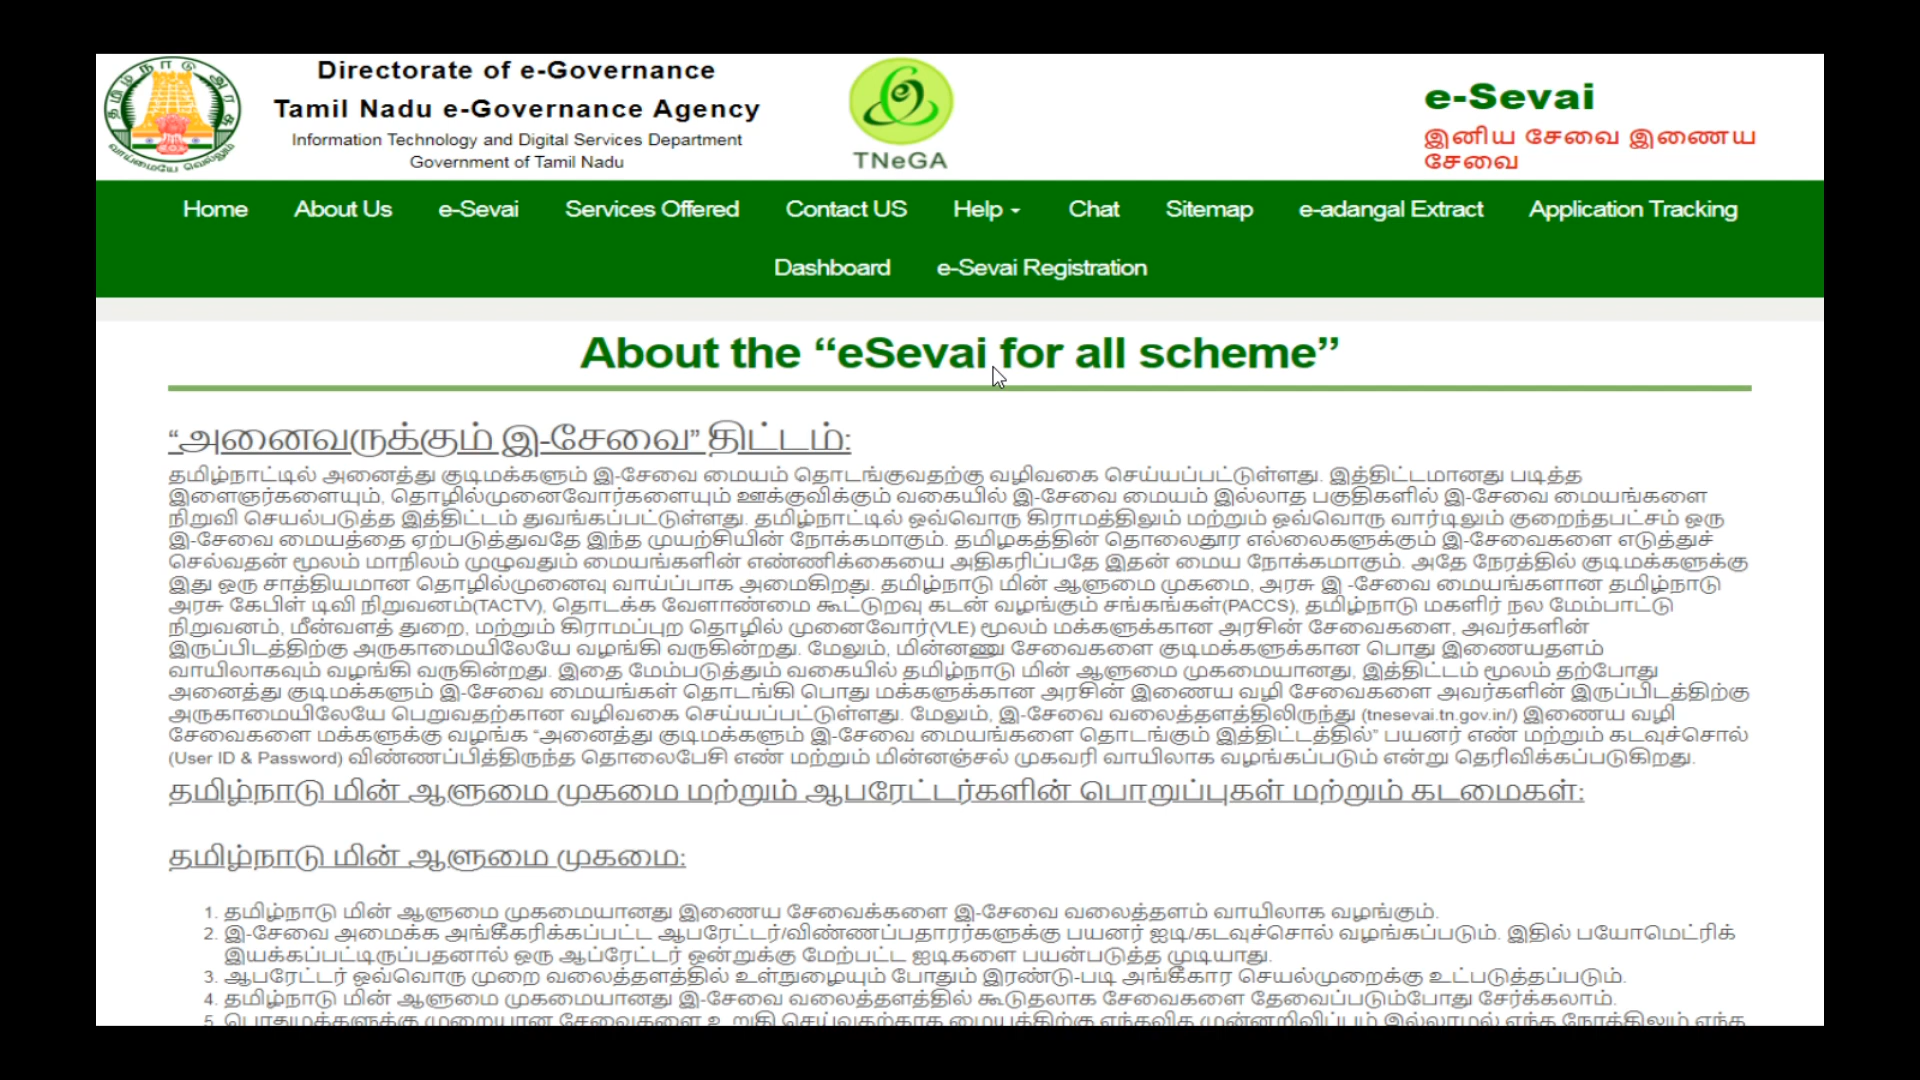 Directorate of e-Governance
Tamil Nadu e-Governance Agency
Information Technology and Digital Services Department
Government of Tamil Nadu
TNeGA
e-Sevai
இனிய சேவை இணைய
சேவை
Home About Us e-Sevai Services Offered Contact US Help Chat Sitemap e-adangal Extract Application Tracking
Dashboard e-Sevai Registration
About the “eSevai for all scheme”
“அனைவருக்கும் இ-சேவை” திட்டம்:
தமிழ்நாட்டில் அனைத்து குடிமக்களும் இ-சேவை மையம் தொடங்குவதற்கு வழிவகை செய்யப்பட்டுள்ளது. இத்திட்டமானது படித்த
இளைஞர்களையும், தொழில்முனைவோர்களையும் ஊக்குவிக்கும் வகையில் இ-சேவை மையம் இல்லாத பகுதிகளில் இ-சேவை மையங்களை
நிறுவி செயல்படுத்த இத்திட்டம் துவங்கப்பட்டுள்ளது. தமிழ்நாட்டில் ஒவ்வொரு கிராமத்திலும் மற்றும் ஒவ்வொரு வார்டிலும் குறைந்தபட்சம் ஒரு
இ-சேவை மையத்தை ஏற்படுத்துவதே இந்த முயற்சியின் நோக்கமாகும். தமிழகத்தின் தொலைதூர எல்லைகளுக்கும் இ-சேவைகளை எடுத்துச்
செல்வதன் மூலம் மாநிலம் முழுவதும் மையங்களின் எண்ணிக்கையை அதிகரிப்பதே இதன் மைய நோக்கமாகும். அதே நேரத்தில் குடிமக்களுக்கு
இது ஒரு சாத்தியமான தொழில்முனைவு வாய்ப்பாக அமைகிறது. தமிழ்நாடு மின் ஆளுமை முகமை, அரசு இ -சேவை மையங்களான தமிழ்நாடு
அரசு கேபிள் டிவி நிறுவனம்(TACTV), தொடக்க வேளாண்மை கூட்டுறவு கடன் வழங்கும் சங்கங்கள்(PACCS), தமிழ்நாடு மகளிர் நல மேம்பாட்டு
நிறுவனம், மீன்வளத் துறை, மற்றும் கிராமப்புற தொழில் முனைவோர்(VLE) மூலம் மக்களுக்கான அரசின் சேவைகளை, அவர்களின்
இருப்பிடத்திற்கு அருகாமையிலேயே வழங்கி வருகின்றது. மேலும், மின்னணு சேவைகளை குடிமக்களுக்கான பொது இணையதளம்
வாயிலாகவும் வழங்கி வருகின்றது. இதை மேம்படுத்தும் வகையில் தமிழ்நாடு மின் ஆளுமை முகமையானது, இத்திட்டம் மூலம் தற்போது
அனைத்து குடிமக்களும் இ-சேவை மையங்கள் தொடங்கி பொது மக்களுக்கான அரசின் இணைய வழி சேவைகளை அவர்களின் இருப்பிடத்திற்கு
அருகாமையிலேயே பெறுவதற்கான வழிவகை செய்யப்பட்டுள்ளது. மேலும், இ-சேவை வலைத்தளத்திலிருந்து (tnesevai.tn.gov.in/) இணைய வழி
சேவைகளை மக்களுக்கு வழங்க “அனைத்து குடிமக்களும் இ-சேவை மையங்களை தொடங்கும் இத்திட்டத்தில்” பயனர் எண் மற்றும் கடவுச்சொல்
(User ID & Password) விண்ணப்பித்திருந்த தொலைபேசி எண் மற்றும் மின்னஞ்சல் முகவரி வாயிலாக வழங்கப்படும் என்று தெரிவிக்கப்படுகிறது.
தமிழ்நாடு மின் ஆளுமை முகமை மற்றும் ஆபரேட்டர்களின் பொறுப்புகள் மற்றும் கடமைகள்:
தமிழ்நாடு மின் ஆளுமை முகமை:
1. தமிழ்நாடு மின் ஆளுமை முகமையானது இணைய சேவைக்களை இ-சேவை வலைத்தளம் வாயிலாக வழங்கும்.
2. இ-சேவை அமைக்க அங்கீகரிக்கப்பட்ட ஆபரேட்டர்/விண்ணப்பதாரர்களுக்கு பயனர் ஐடி/கடவுச்சொல் வழங்கப்படும். இதில் பயோமெட்ரிக்
இயக்கப்பட்டிருப்பதனால் ஒரு ஆப்ரேட்டர் ஒன்றுக்கு மேற்பட்ட ஐடிகளை பயன்படுத்த முடியாது.
3. ஆபரேட்டர் ஒவ்வொரு முறை வலைத்தளத்தில் உள்நுழையும் போதும் இரண்டு-படி அங்கீகார செயல்முறைக்கு உட்படுத்தப்படும்.
4. தமிழ்நாடு மின் ஆளுமை முகமையானது இ-சேவை வலைத்தளத்தில் கூடுதலாக சேவைகளை தேவைப்படும்போது சேர்க்கலாம்.
5. பொதுமக்களுக்கு முறையான சேவைகளை உறுதி செய்வதற்காக மையத்திற்கு எந்தவித முன்னறிவிப்பும் இல்லாமல் எந்த நேரத்திலும் எந்த